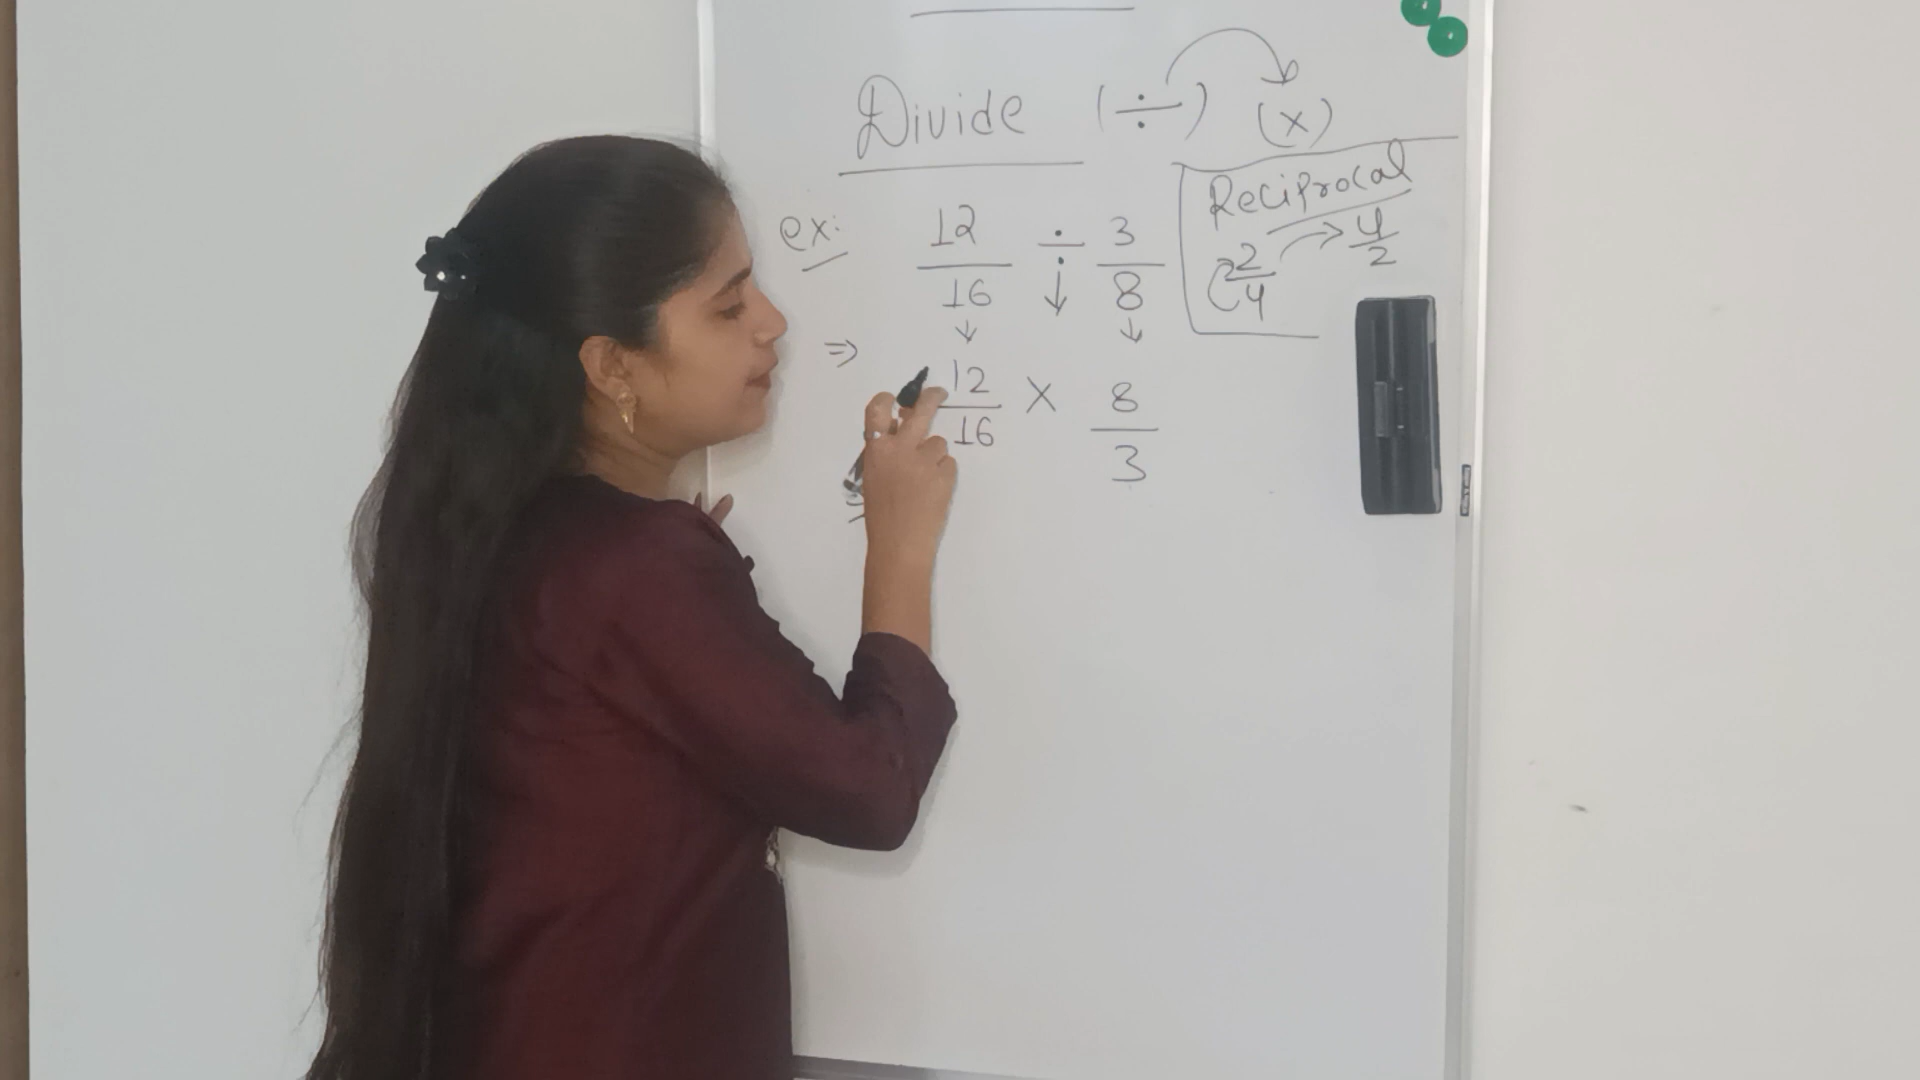 Divide (÷) (×)
Reciprocal
2/4 → 4/2
ex: 12/16 ÷ 3/8
⇒ 12/16 × 8/3